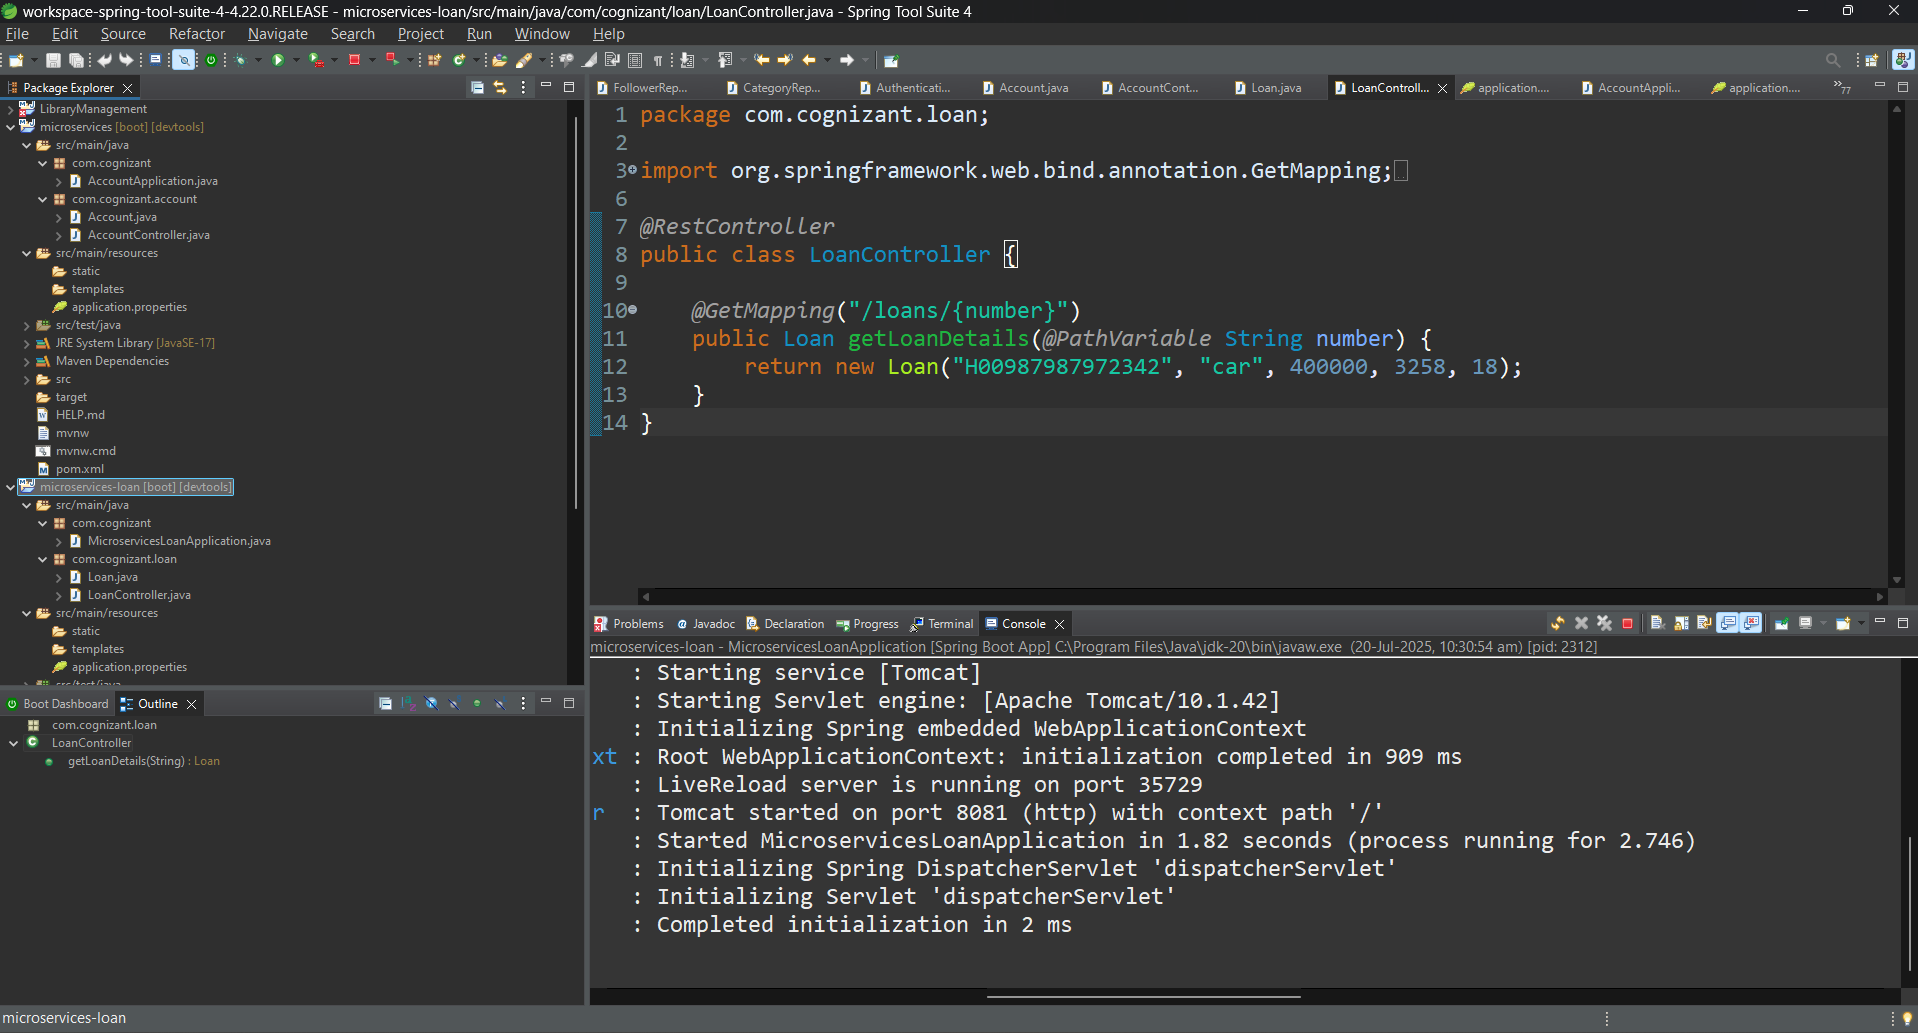 workspace-spring-tool-suite-4-4.22.0.RELEASE - microservices-loan/src/main/java/com/cognizant/loan/LoanController.java - Spring Tool Suite 4
File Edit Source Refactor Navigate Search Project Run Window Help
Package Explorer
LibraryManagement
microservices [boot] [devtools]
src/main/java
com.cognizant
AccountApplication.java
com.cognizant.account
Account.java
AccountController.java
src/main/resources
static
templates
application.properties
src/test/java
JRE System Library [JavaSE-17]
Maven Dependencies
src
target
HELP.md
mvnw
mvnw.cmd
pom.xml
microservices-loan [boot] [devtools]
src/main/java
com.cognizant
MicroservicesLoanApplication.java
com.cognizant.loan
Loan.java
LoanController.java
src/main/resources
static
templates
application.properties
src/test/java
Boot Dashboard Outline
com.cognizant.loan
LoanController
getLoanDetails(String) : Loan
FollowerRep... CategoryRep... Authenticati... Account.java AccountCont... Loan.java LoanControll... application.... AccountAppli... application.... »77
1 package com.cognizant.loan;
2
3 import org.springframework.web.bind.annotation.GetMapping;
6
7 @RestController
8 public class LoanController {
9
10 @GetMapping("/loans/{number}")
11 public Loan getLoanDetails(@PathVariable String number) {
12 return new Loan("H00987987972342", "car", 400000, 3258, 18);
13 }
14 }
Problems Javadoc Declaration Progress Terminal Console
microservices-loan - MicroservicesLoanApplication [Spring Boot App] C:\Program Files\Java\jdk-20\bin\javaw.exe (20-Jul-2025, 10:30:54 am) [pid: 2312]
: Starting service [Tomcat]
: Starting Servlet engine: [Apache Tomcat/10.1.42]
: Initializing Spring embedded WebApplicationContext
xt : Root WebApplicationContext: initialization completed in 909 ms
: LiveReload server is running on port 35729
r : Tomcat started on port 8081 (http) with context path '/'
: Started MicroservicesLoanApplication in 1.82 seconds (process running for 2.746)
: Initializing Spring DispatcherServlet 'dispatcherServlet'
: Initializing Servlet 'dispatcherServlet'
: Completed initialization in 2 ms
microservices-loan